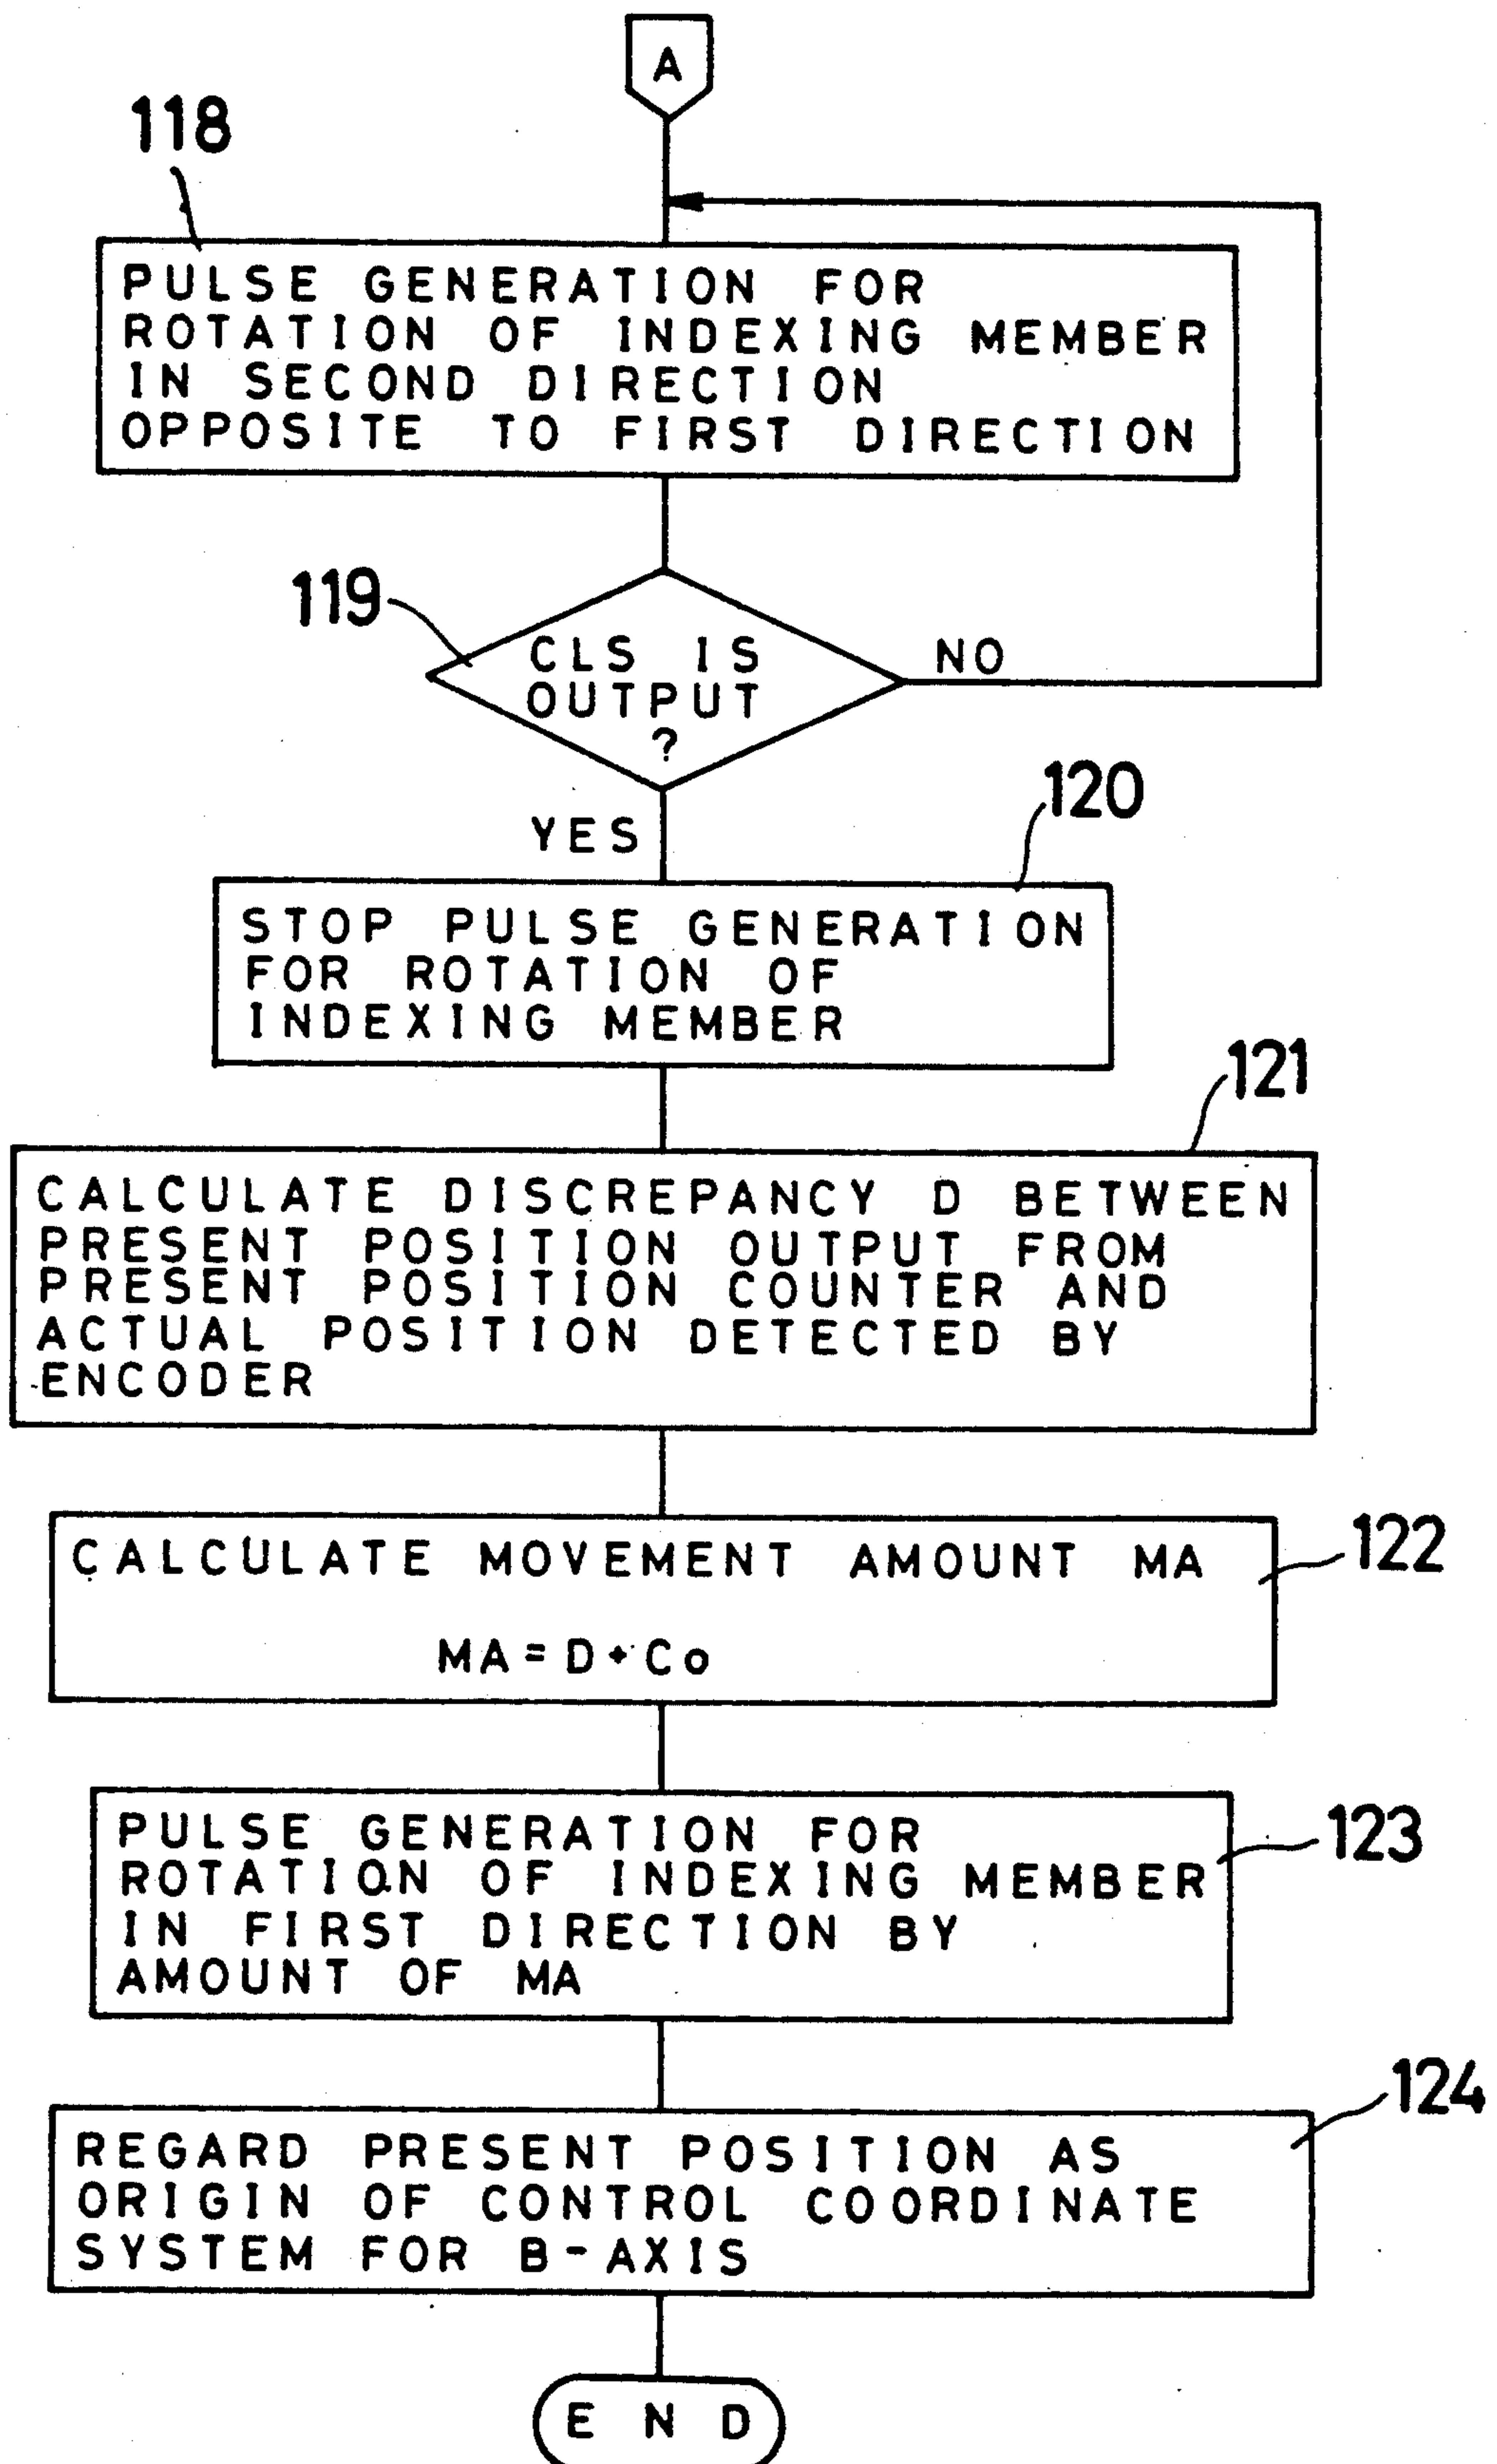 A
118
PULSE GENERATION FOR
ROTATION OF INDEXING MEMBER
IN SECOND DIRECTION
OPPOSITE TO FIRST DIRECTION
119
CLS IS
OUTPUT
?
NO
YES
120
STOP PULSE GENERATION
FOR ROTATION OF
INDEXING MEMBER
121
CALCULATE DISCREPANCY D BETWEEN
PRESENT POSITION OUTPUT FROM
PRESENT POSITION COUNTER AND
ACTUAL POSITION DETECTED BY
ENCODER
122
CALCULATE MOVEMENT AMOUNT MA
MA = D + Co
123
PULSE GENERATION FOR
ROTATION OF INDEXING MEMBER
IN FIRST DIRECTION BY
AMOUNT OF MA
124
REGARD PRESENT POSITION AS
ORIGIN OF CONTROL COORDINATE
SYSTEM FOR B-AXIS
END